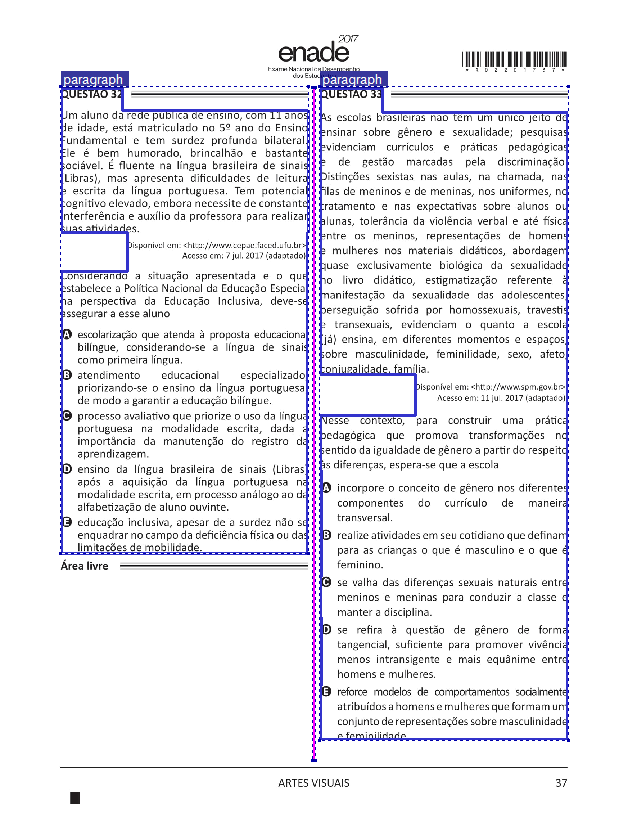 2017
enade
Exame Nacional de Desempenho
dos Estu
*R0220175 7*
paragraph
QUESTÃO 32
Um aluno da rede pública de ensino, com 11 anos
de idade, está matriculado no 5º ano do Ensino
Fundamental e tem surdez profunda bilateral.
Ele é bem humorado, brincalhão e bastante
sociável. É fluente na língua brasileira de sinais
(Libras), mas apresenta dificuldades de leitura
e escrita da língua portuguesa. Tem potencial
cognitivo elevado, embora necessite de constante
interferência e auxílio da professora para realizar
suas atividades.
Disponível em: <http://www.cepae.faced.ufu.br>
Acesso em: 7 jul. 2017 (adaptado)
Considerando a situação apresentada e o que
estabelece a Política Nacional da Educação Especial
na perspectiva da Educação Inclusiva, deve-se
assegurar a esse aluno
A escolarização que atenda à proposta educacional
bilíngue, considerando-se a língua de sinais
como primeira língua.
B atendimento educacional especializado,
priorizando-se o ensino da língua portuguesa
de modo a garantir a educação bilíngue.
C processo avaliativo que priorize o uso da língua
portuguesa na modalidade escrita, dada a
importância da manutenção do registro da
aprendizagem.
D ensino da língua brasileira de sinais (Libras)
após a aquisição da língua portuguesa na
modalidade escrita, em processo análogo ao da
alfabetização de aluno ouvinte.
E educação inclusiva, apesar de a surdez não se
enquadrar no campo da deficiência física ou das
limitações de mobilidade.
Área livre
paragraph
QUESTÃO 33
As escolas brasileiras não têm um único jeito de
ensinar sobre gênero e sexualidade; pesquisas
evidenciam currículos e práticas pedagógicas
e de gestão marcadas pela discriminação.
Distinções sexistas nas aulas, na chamada, nas
filas de meninos e de meninas, nos uniformes, no
tratamento e nas expectativas sobre alunos ou
alunas, tolerância da violência verbal e até física
entre os meninos, representações de homens
e mulheres nos materiais didáticos, abordagem
quase exclusivamente biológica da sexualidade
no livro didático, estigmatização referente à
manifestação da sexualidade das adolescentes,
perseguição sofrida por homossexuais, travestis
e transexuais, evidenciam o quanto a escola
(já) ensina, em diferentes momentos e espaços,
sobre masculinidade, feminilidade, sexo, afeto,
conjugalidade, família.
Disponível em: <http://www.spm.gov.br>
Acesso em: 11 jul. 2017 (adaptado)
Nesse contexto, para construir uma prática
pedagógica que promova transformações no
sentido da igualdade de gênero a partir do respeito
às diferenças, espera-se que a escola
A incorpore o conceito de gênero nos diferentes
componentes do currículo de maneira
transversal.
B realize atividades em seu cotidiano que definam
para as crianças o que é masculino e o que é
feminino.
C se valha das diferenças sexuais naturais entre
meninos e meninas para conduzir a classe e
manter a disciplina.
D se refira à questão de gênero de forma
tangencial, suficiente para promover vivência
menos intransigente e mais equânime entre
homens e mulheres.
E reforce modelos de comportamentos socialmente
atribuídos a homens e mulheres que formam um
conjunto de representações sobre masculinidade
e feminilidade
ARTES VISUAIS
37